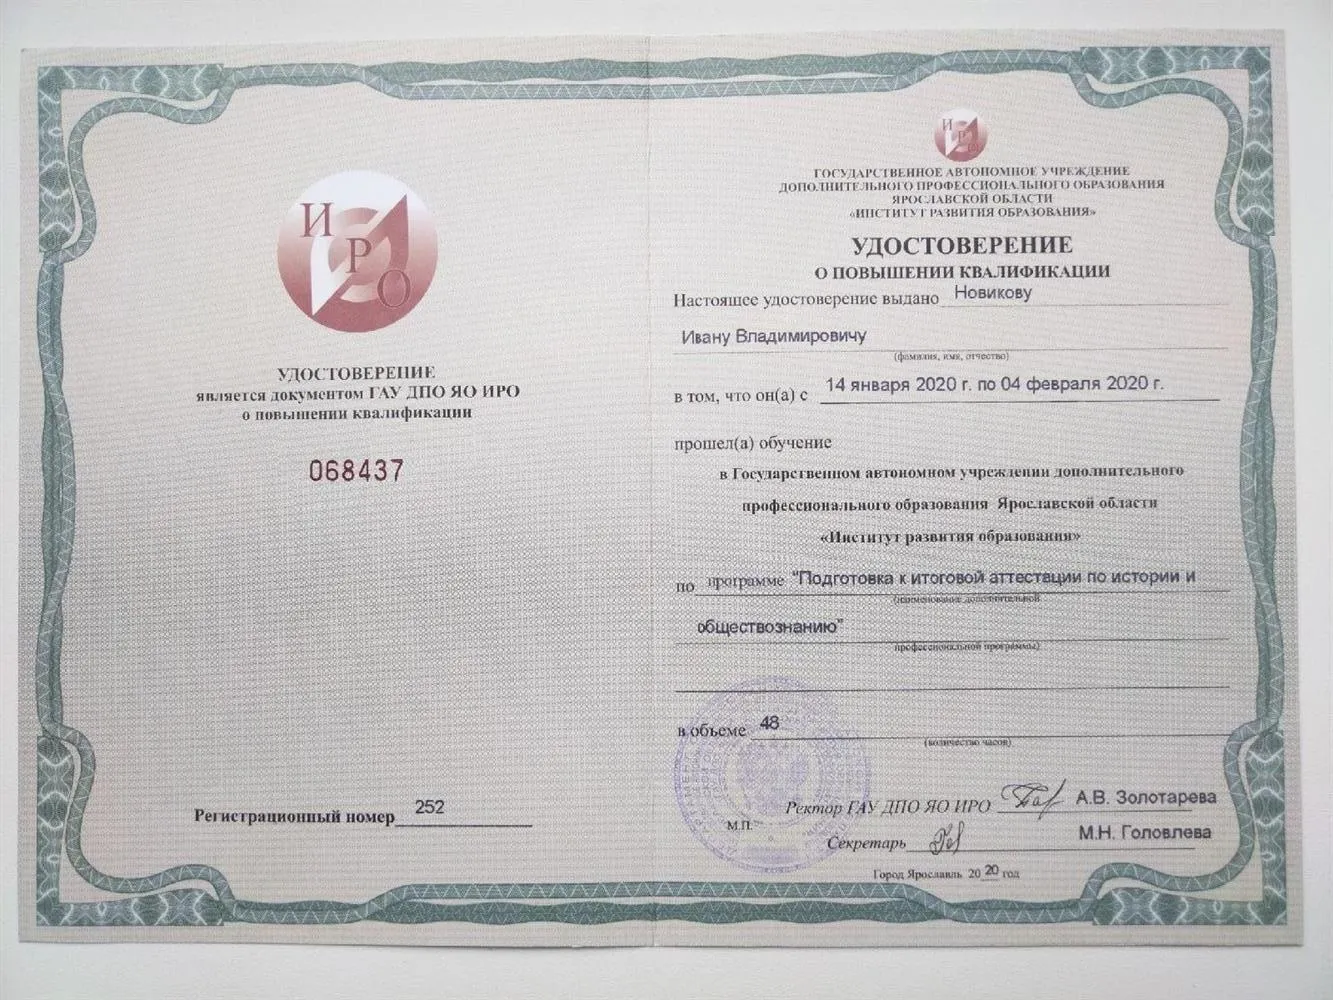 И Р О
УДОСТОВЕРЕНИЕ
является документом ГАУ ДПО ЯО ИРО
о повышении квалификации
068437
Регистрационный номер 252
И Р О
ГОСУДАРСТВЕННОЕ АВТОНОМНОЕ УЧРЕЖДЕНИЕ
ДОПОЛНИТЕЛЬНОГО ПРОФЕССИОНАЛЬНОГО ОБРАЗОВАНИЯ
ЯРОСЛАВСКОЙ ОБЛАСТИ
«ИНСТИТУТ РАЗВИТИЯ ОБРАЗОВАНИЯ»
УДОСТОВЕРЕНИЕ
О ПОВЫШЕНИИ КВАЛИФИКАЦИИ
Настоящее удостоверение выдано Новикову
Ивану Владимировичу
(фамилия, имя, отчество)
в том, что он(а) с 14 января 2020 г. по 04 февраля 2020 г.
прошел(а) обучение
в Государственном автономном учреждении дополнительного
профессионального образования Ярославской области
«Институт развития образования»
по программе "Подготовка к итоговой аттестации по истории и
(наименование дополнительной
обществознанию"
профессиональной программы)
в объеме 48
(количество часов)
Ректор ГАУ ДПО ЯО ИРО А.В. Золотарева
М.П.
Секретарь М.Н. Головлева
Город Ярославль 2020 год